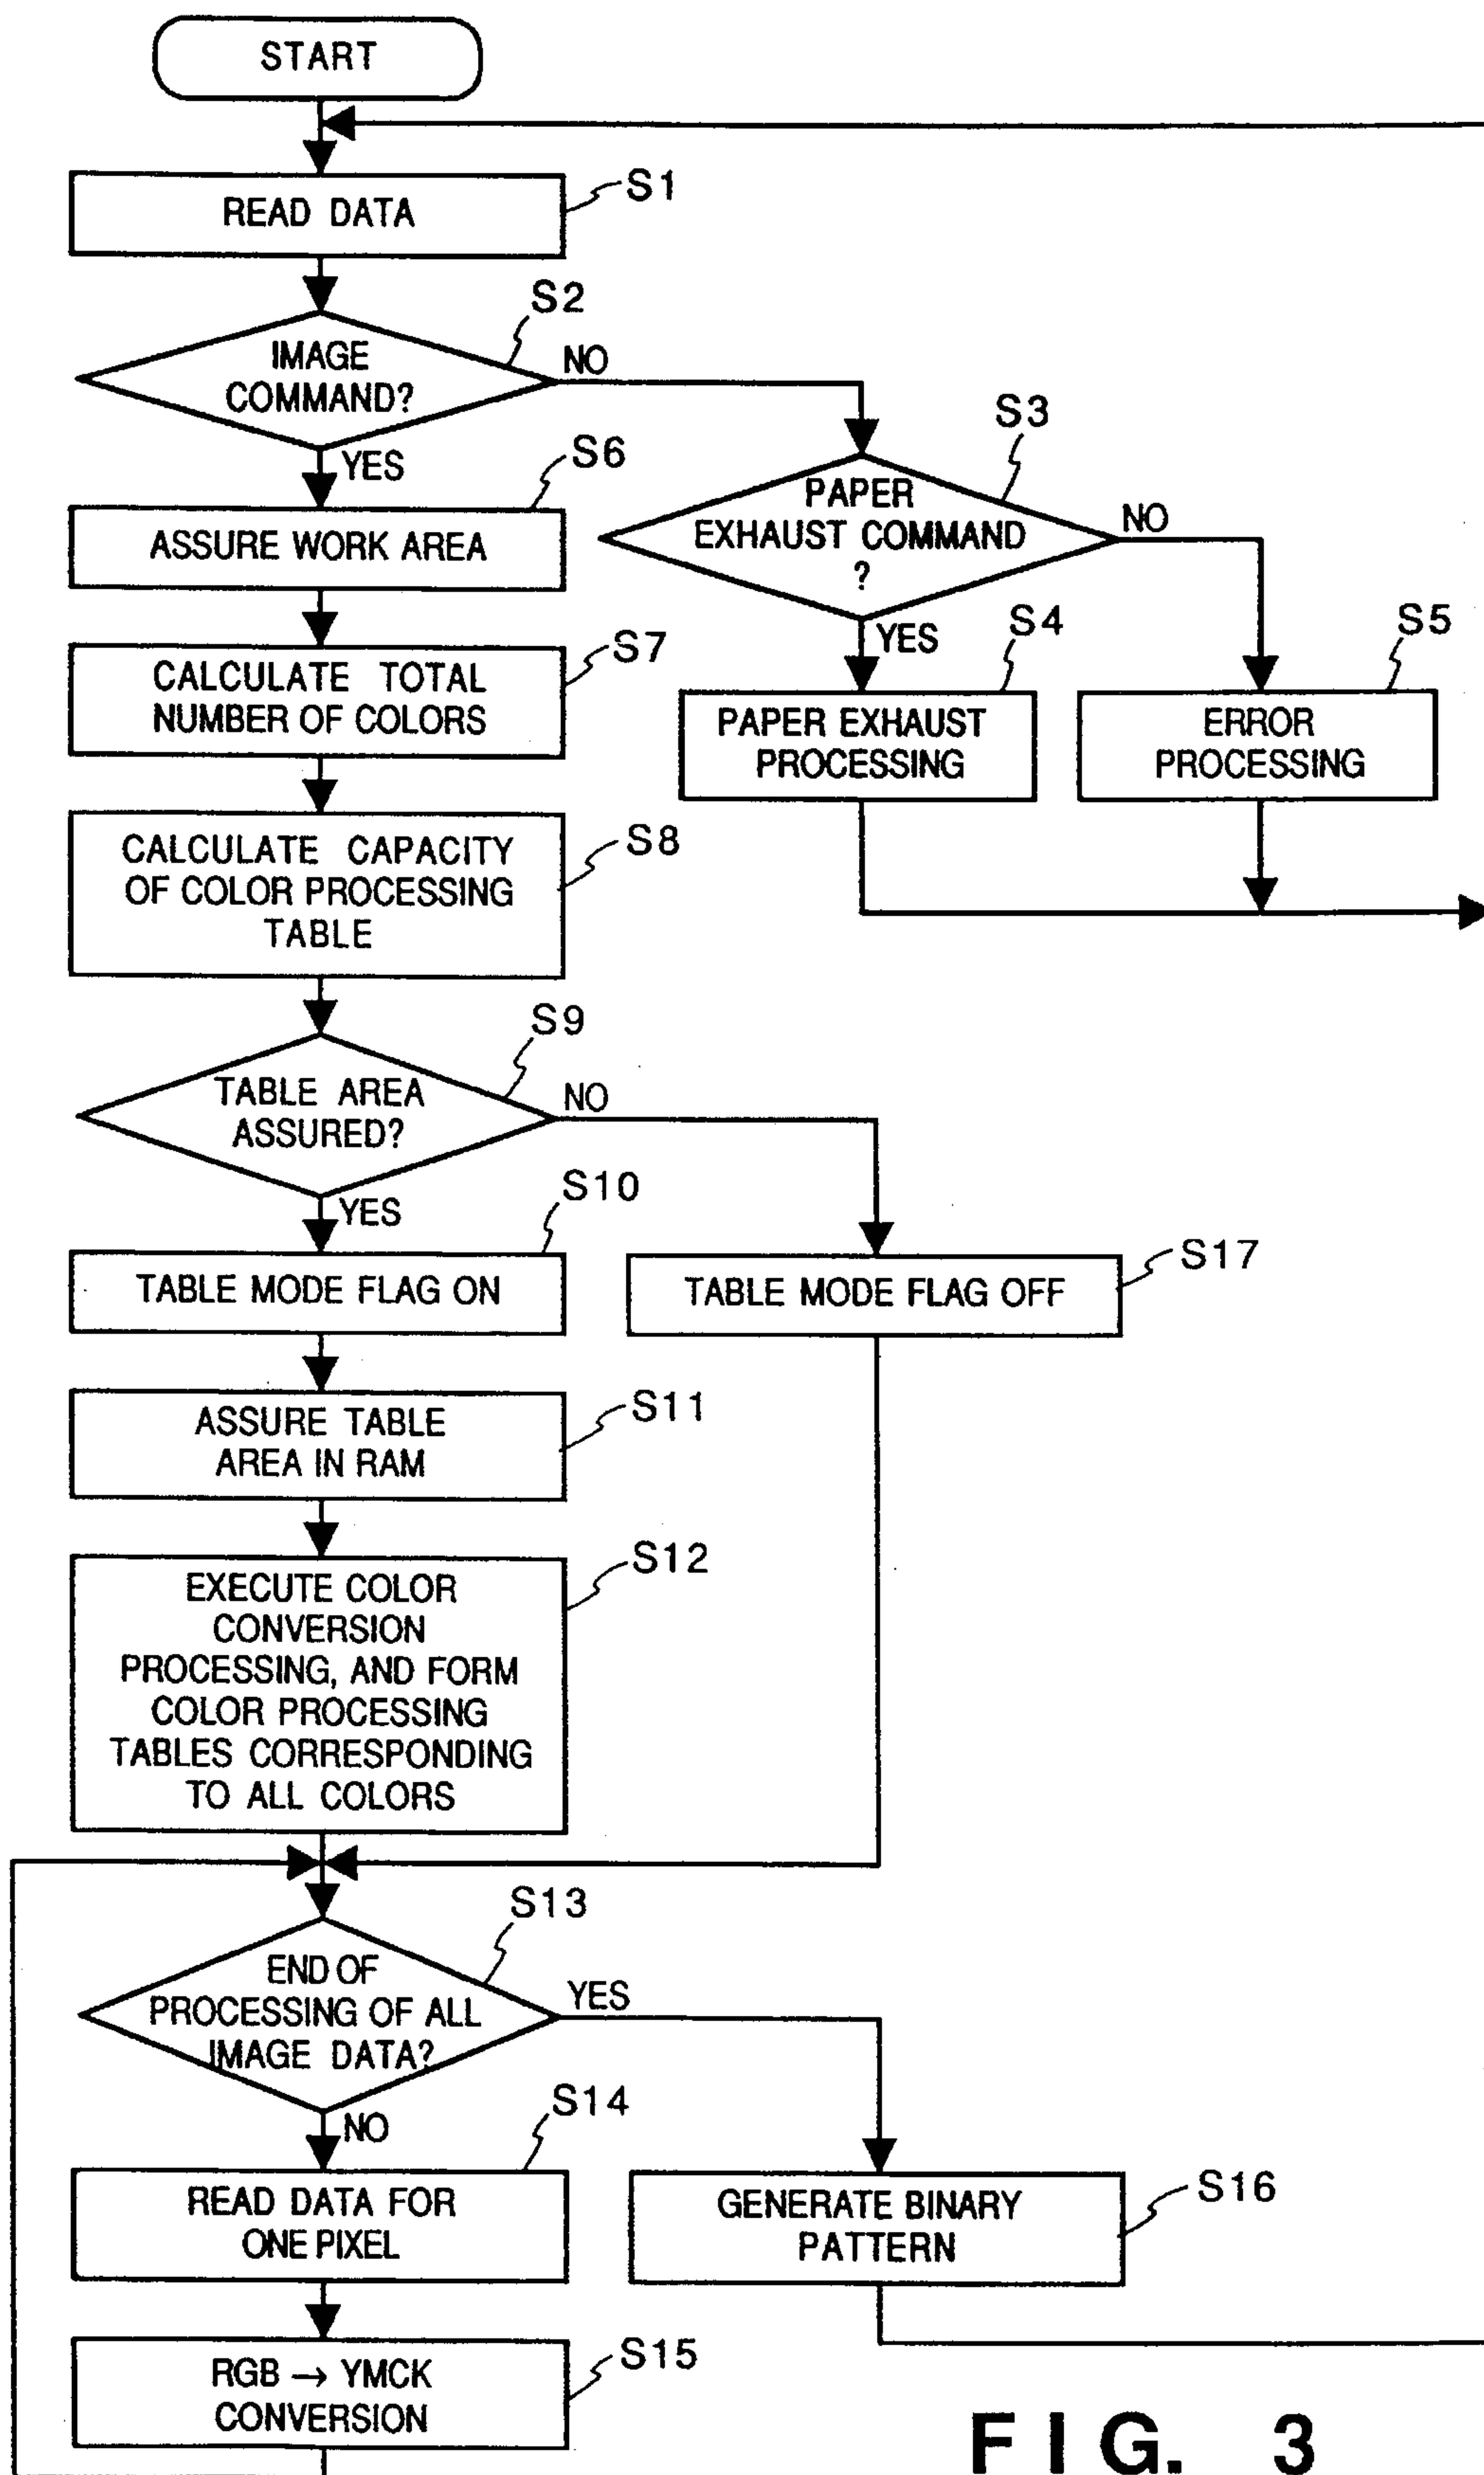 START
READ DATA
S1
IMAGE
COMMAND?
S2
NO
YES
PAPER
EXHAUST COMMAND
?
S3
NO
YES
PAPER EXHAUST
PROCESSING
S4
ERROR
PROCESSING
S5
ASSURE WORK AREA
S6
CALCULATE TOTAL
NUMBER OF COLORS
S7
CALCULATE CAPACITY
OF COLOR PROCESSING
TABLE
S8
TABLE AREA
ASSURED?
S9
NO
YES
TABLE MODE FLAG ON
S10
TABLE MODE FLAG OFF
S17
ASSURE TABLE
AREA IN RAM
S11
EXECUTE COLOR
CONVERSION
PROCESSING, AND FORM
COLOR PROCESSING
TABLES CORRESPONDING
TO ALL COLORS
S12
END OF
PROCESSING OF ALL
IMAGE DATA?
S13
YES
NO
READ DATA FOR
ONE PIXEL
S14
GENERATE BINARY
PATTERN
S16
RGB → YMCK
CONVERSION
S15
FIG. 3